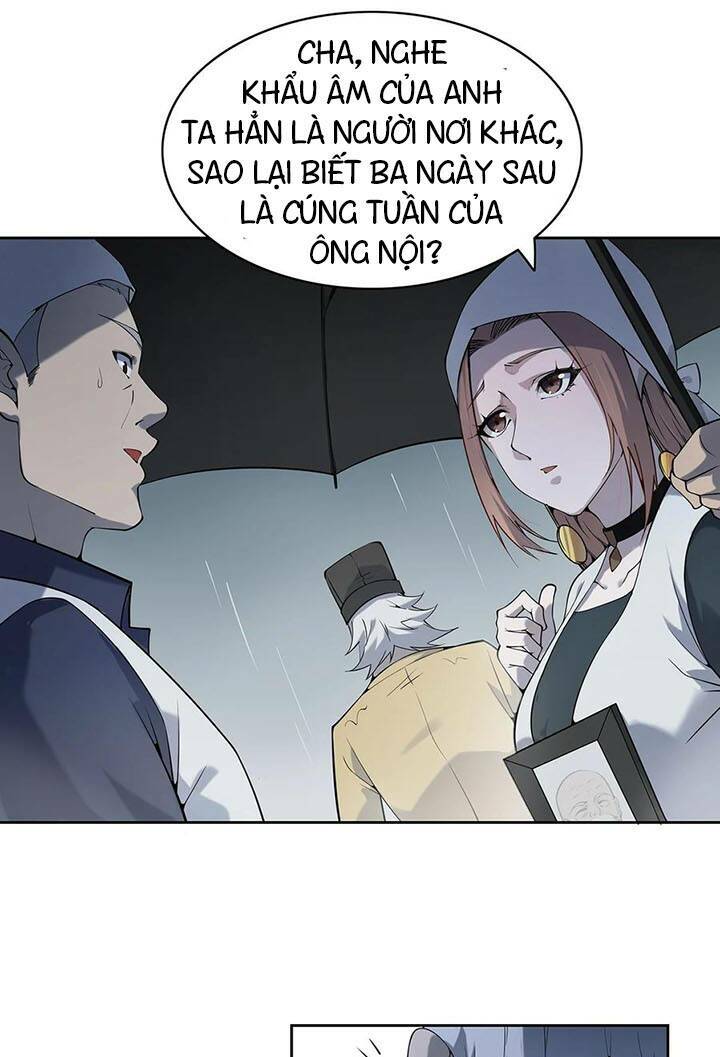 CHA, NGHE
KHẨU ÂM CỦA ANH
TA HẲN LÀ NGƯỜI NƠI KHÁC,
SAO LẠI BIẾT BA NGÀY SAU
LÀ CÚNG TUẦN CỦA
ÔNG NỘI?